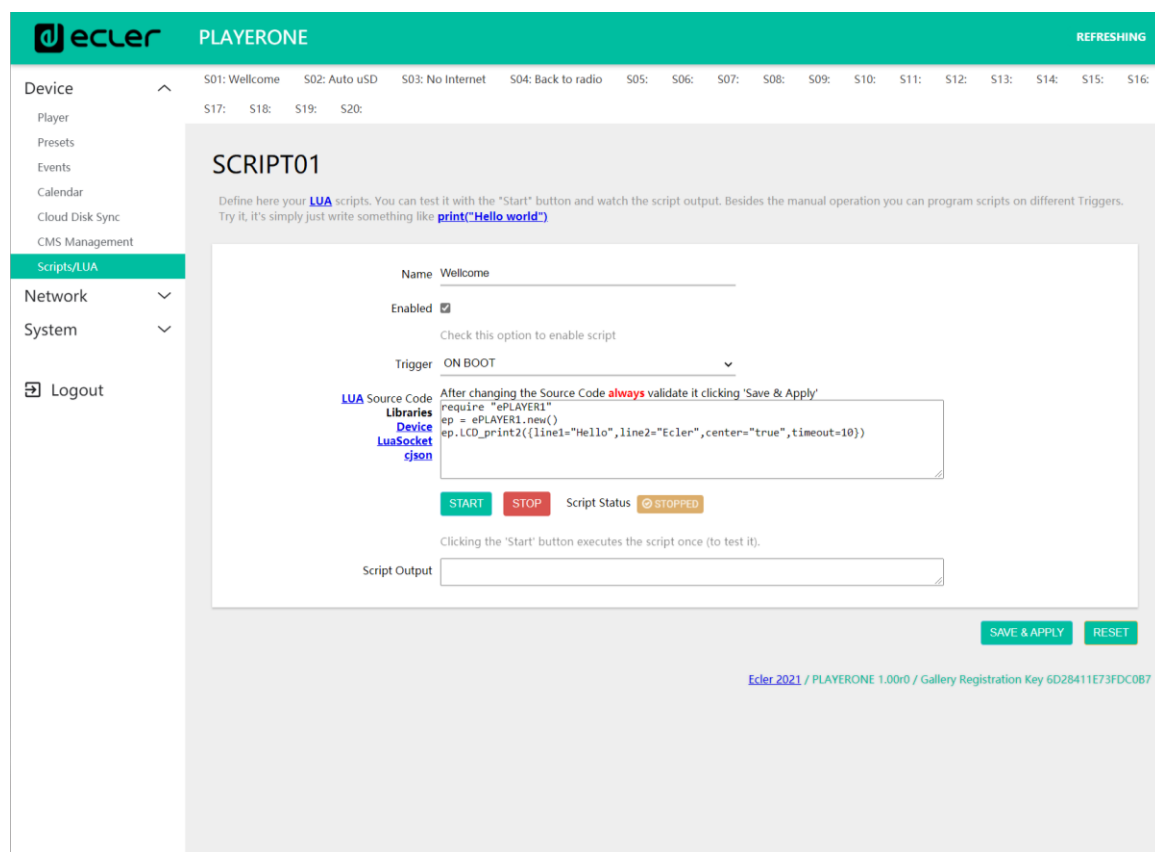 ecler
PLAYERONE
REFRESHING
Device
Player
Presets
Events
Calendar
Cloud Disk Sync
CMS Management
Scripts/LUA
Network
System
Logout
S01: Wellcome S02: Auto uSD S03: No Internet S04: Back to radio S05: S06: S07: S08: S09: S10: S11: S12: S13: S14: S15: S16:
S17: S18: S19: S20:
SCRIPT01
Define here your LUA scripts. You can test it with the "Start" button and watch the script output. Besides the manual operation you can program scripts on different Triggers.
Try it, it's simply just write something like print("Hello world")
Name Wellcome
Enabled
Check this option to enable script
Trigger ON BOOT
After changing the Source Code always validate it clicking 'Save & Apply'
LUA Source Code
Libraries
Device
LuaSocket
cjson
require "ePLAYER1"
ep = ePLAYER1.new()
ep.LCD_print2({line1="Hello",line2="Ecler",center="true",timeout=10})
START STOP Script Status STOPPED
Clicking the 'Start' button executes the script once (to test it).
Script Output
SAVE & APPLY RESET
Ecler 2021 / PLAYERONE 1.00r0 / Gallery Registration Key 6D28411E73FDC0B7